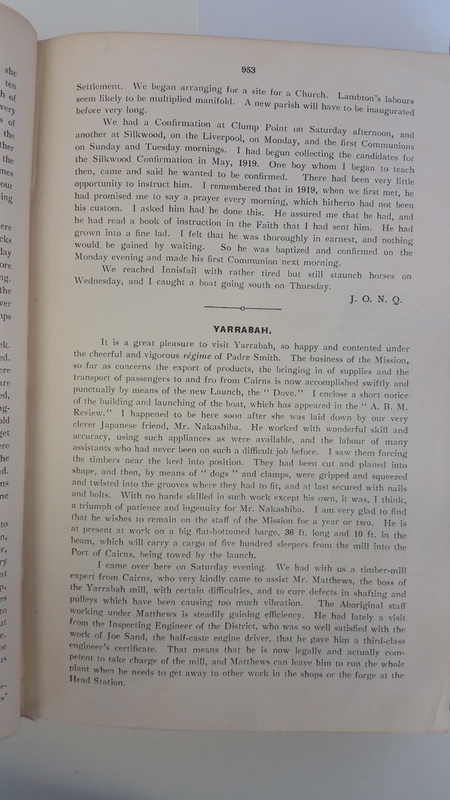 953
Settlement. We began arranging for a site for a Church. Lambton's labours
seem likely to be multiplied manifold. A new parish will have to be inaugurated
before very long.
We had a Confirmation at Clump Point on Saturday afternoon, and
another at Silkwood, on the Liverpool, on Monday, and the first Communions
on Sunday and Tuesday mornings. I had begun collecting the candidates for
the Silkwood Confirmation in May, 1919. One boy whom I began to teach
then, came and said he wanted to be confirmed. There had been very little
opportunity to instruct him. I remembered that in 1919, when we first met, he
had promised me to say a prayer every morning, which hitherto had not been
his custom. I asked him had he done this. He assured me that he had, and
he had read a book of instruction in the Faith that I had sent him. He had
grown into a fine lad. I felt that he was thoroughly in earnest, and nothing
would be gained by waiting. So he was baptized and confirmed on the
Monday evening and made his first Communion next morning.
We reached Innisfail with rather tired but still staunch horses on
Wednesday, and I caught a boat going south on Thursday.
J. O. N. Q.
YARRABAH.
It is a great pleasure to visit Yarrabah, so happy and contented under
the cheerful and vigorous régime of Padre Smith. The business of the Mission,
so far as concerns the export of products, the bringing in of supplies and the
transport of passengers to and fro from Cairns is now accomplished swiftly and
punctually by means of the new Launch, the " Dove." I enclose a short notice
of the building and launching of the boat, which has appeared in the " A. B. M.
Review." I happened to be here soon after she was laid down by our very
clever Japanese friend, Mr. Nakashiba. He worked with wonderful skill and
accuracy, using such appliances as were available, and the labour of many
assistants who had never been on such a difficult job before. I saw them forcing
the timbers near the keel into position. They had been cut and planed into
shape, and then, by means of " dogs " and clamps, were gripped and squeezed
and twisted into the grooves where they had to fit, and at last secured with nails
and bolts. With no hands skilled in such work except his own, it was, I think,
a triumph of patience and ingenuity for Mr. Nakashiba. I am very glad to find
that he wishes to remain on the staff of the Mission for a year or two. He is
at present at work on a big flat-bottomed barge, 36 ft. long and 10 ft. in the
beam, which will carry a cargo of five hundred sleepers from the mill into the
Port of Cairns, being towed by the launch.
I came over here on Saturday evening. We had with us a timber-mill
expert from Cairns, who very kindly came to assist Mr. Matthews, the boss of
the Yarrabah mill, with certain difficulties, and to cure defects in shafting and
pulleys which have been causing too much vibration. The Aboriginal staff
working under Matthews is steadily gaining efficiency. He had lately a visit
from the Inspecting Engineer of the District, who was so well satisfied with the
work of Joe Sand, the half-caste engine driver, that he gave him a third-class
engineer's certificate. That means that he is now legally and actually com-
petent to take charge of the mill, and Matthews can leave him to run the whole
plant when he needs to get away to other work in the shops or the forge at the
Head Station.